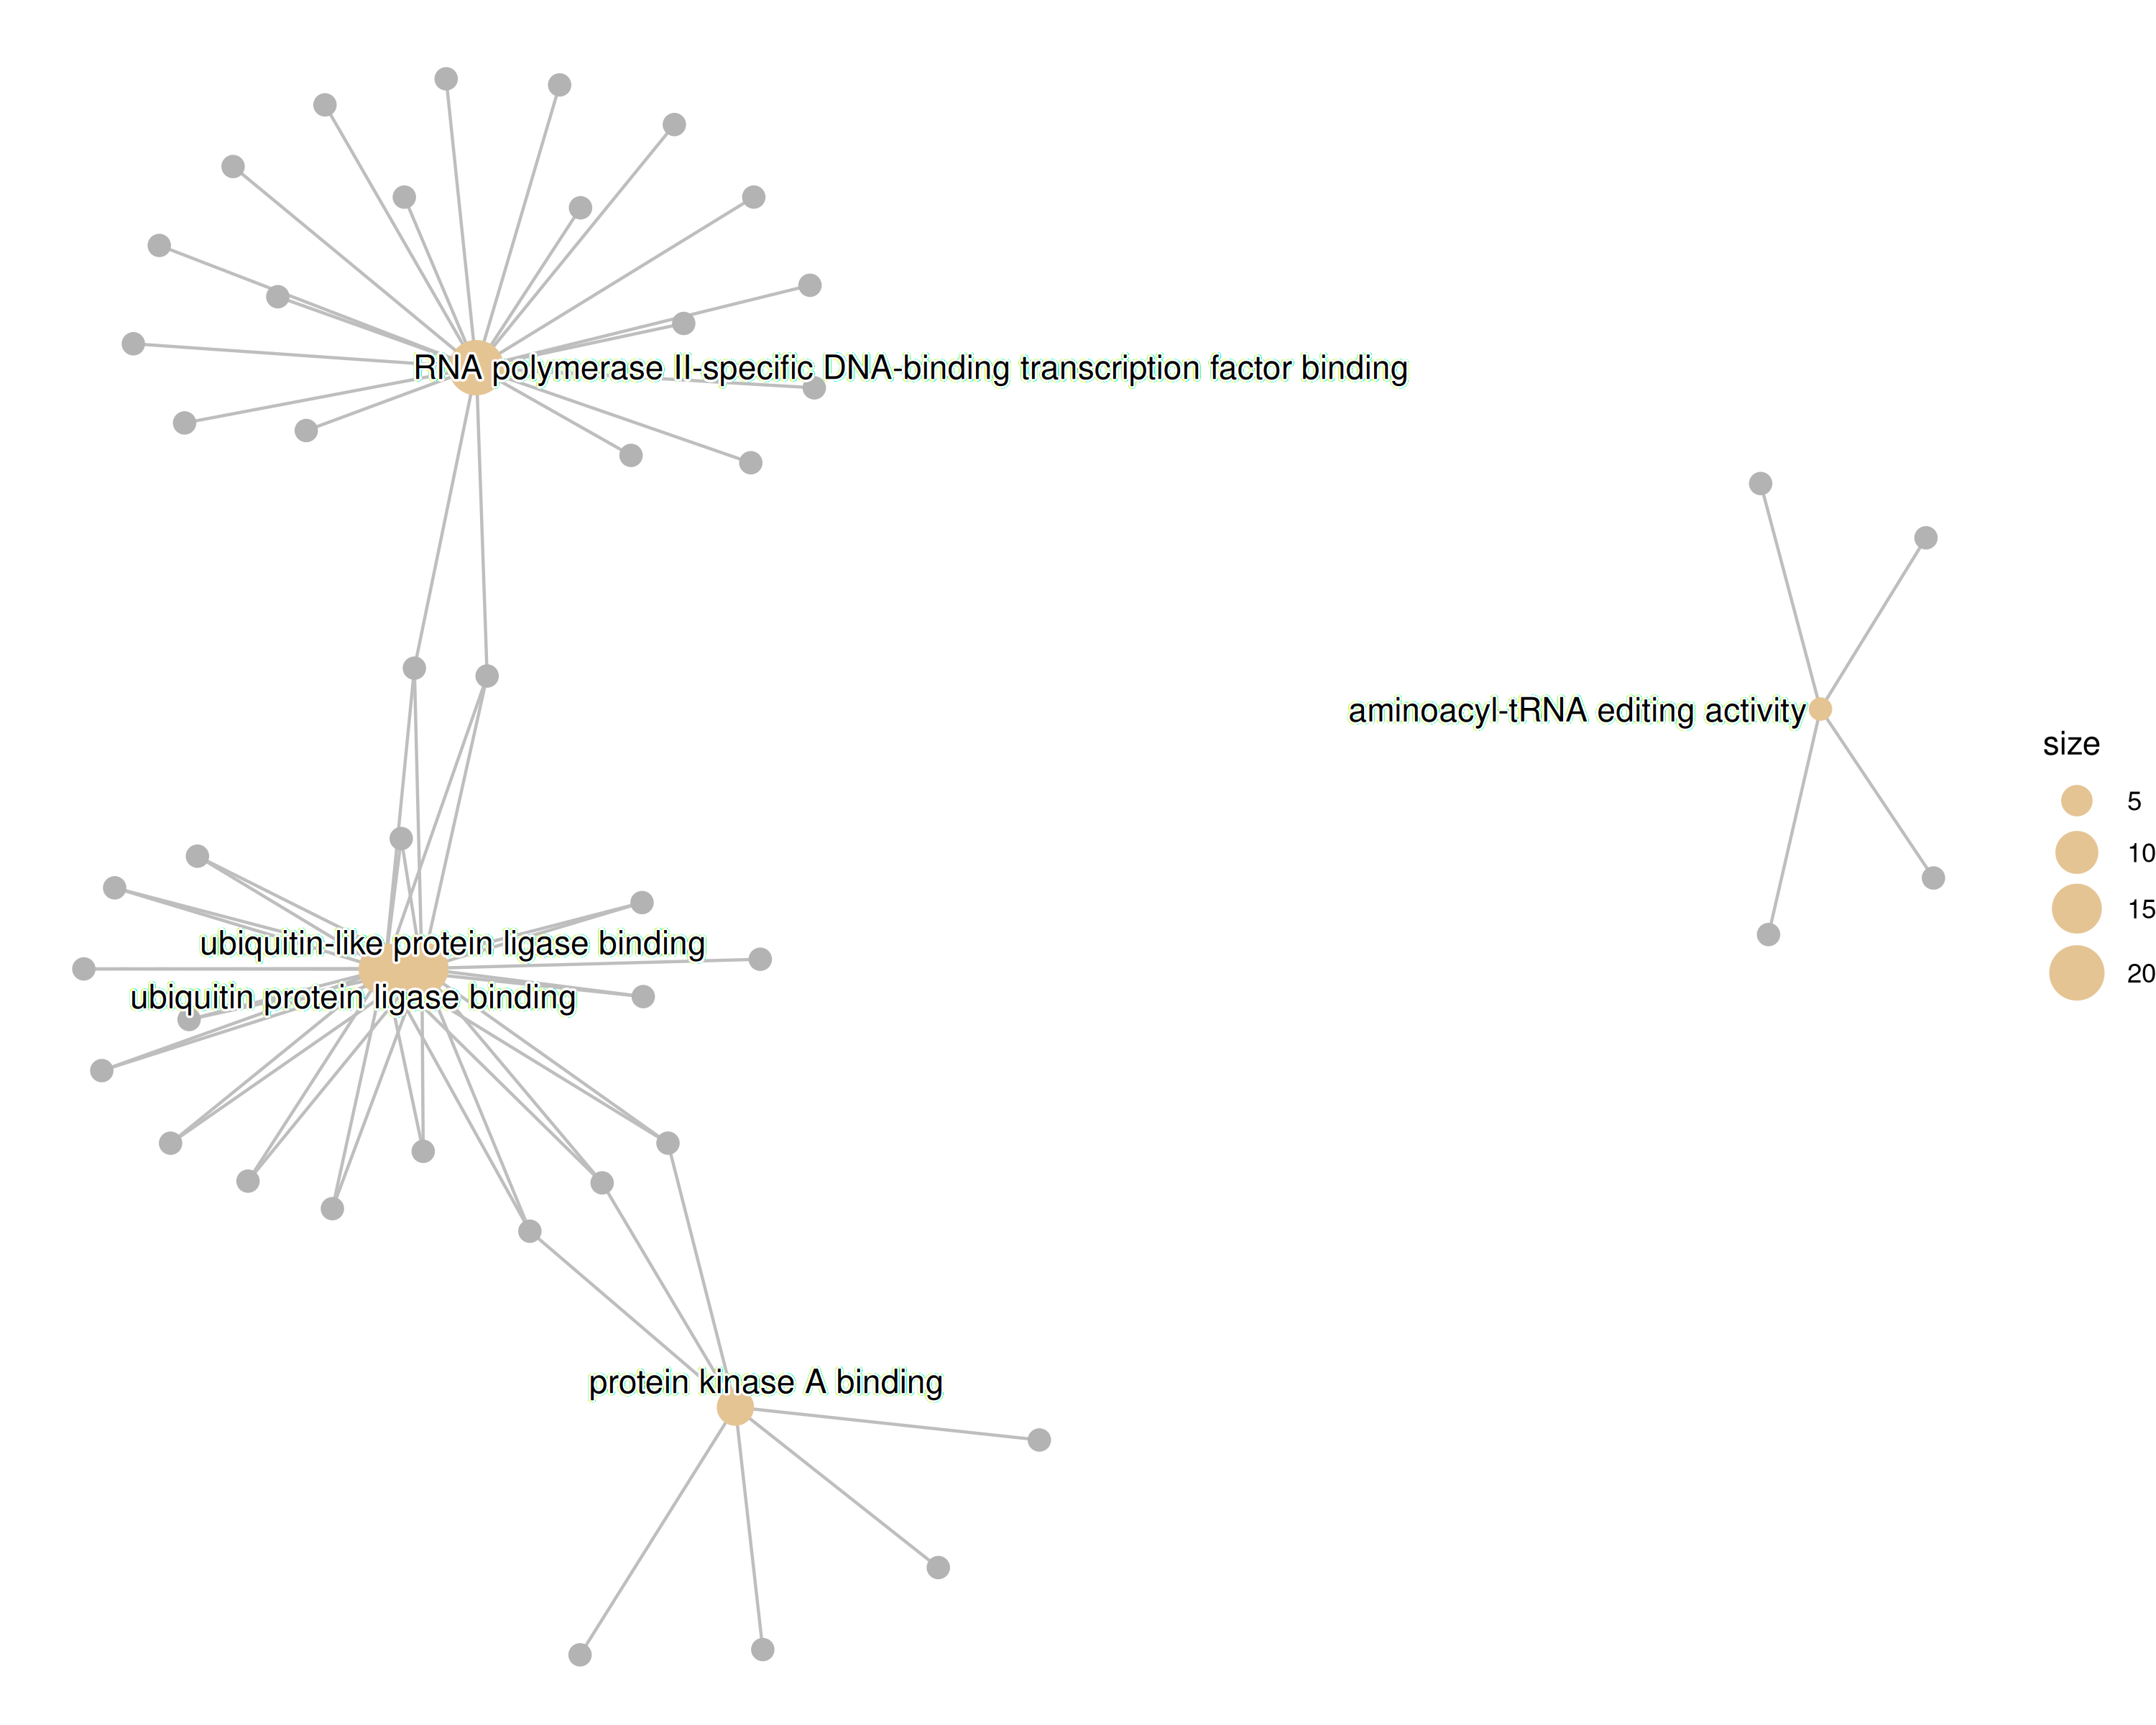 RNA polymerase II-specific DNA-binding transcription factor binding
aminoacyl-tRNA editing activity
size
5
10
15
20
ubiquitin-like protein ligase binding
ubiquitin protein ligase binding
protein kinase A binding